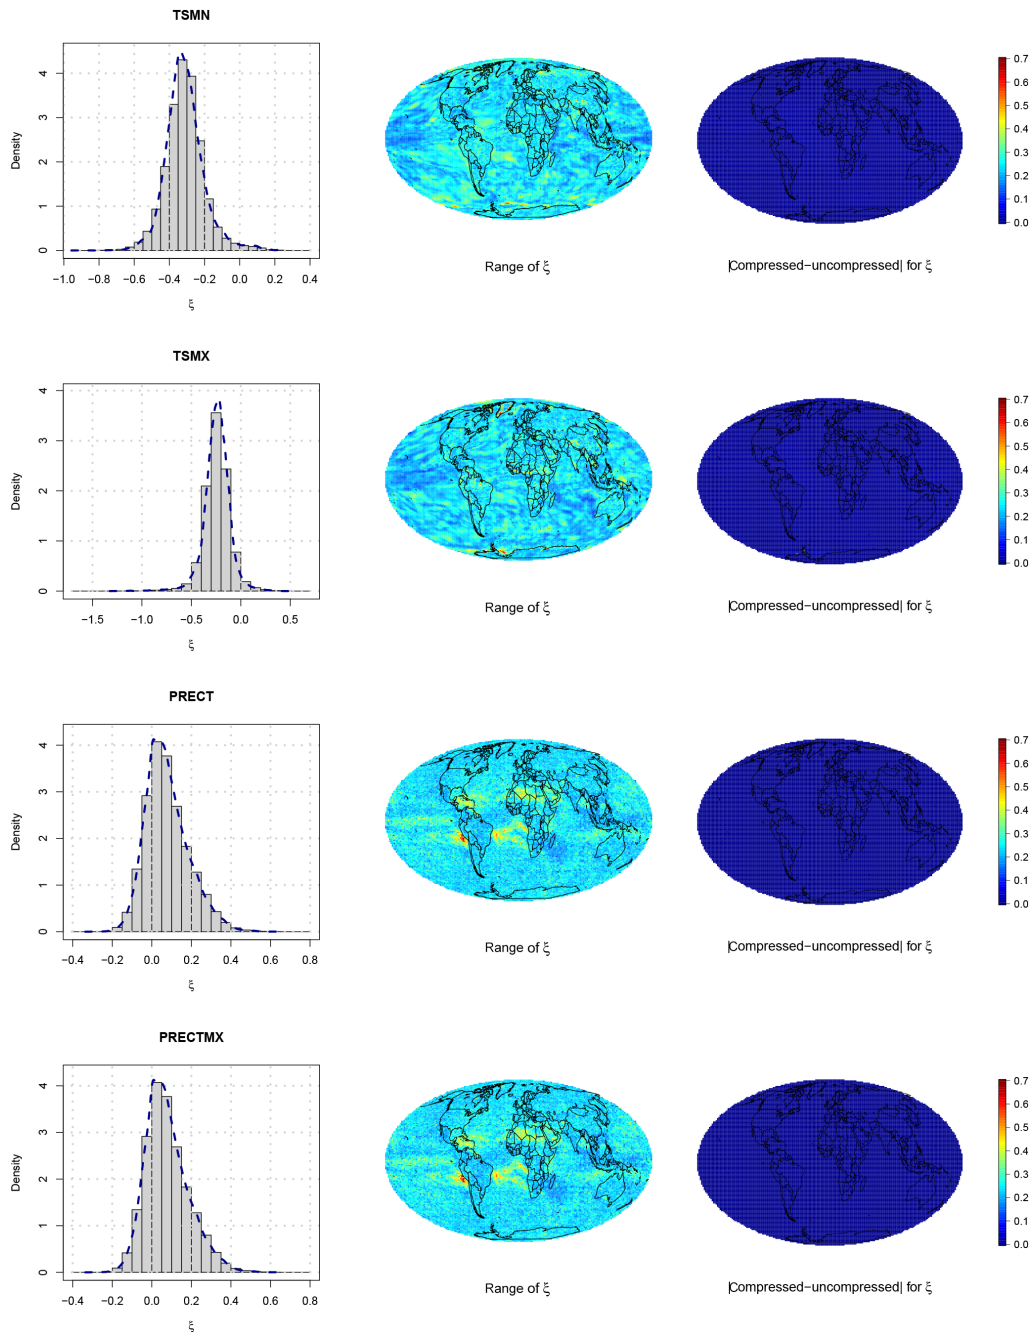 TSMN
Density
0 1 2 3 4
−1.0 −0.8 −0.6 −0.4 −0.2 0.0 0.2 0.4
ξ
Range of ξ
|Compressed−uncompressed| for ξ
0.7
0.6
0.5
0.4
0.3
0.2
0.1
0.0
TSMX
Density
0 1 2 3 4
−1.5 −1.0 −0.5 0.0 0.5
ξ
Range of ξ
|Compressed−uncompressed| for ξ
0.7
0.6
0.5
0.4
0.3
0.2
0.1
0.0
PRECT
Density
0 1 2 3 4
−0.4 −0.2 0.0 0.2 0.4 0.6 0.8
ξ
Range of ξ
|Compressed−uncompressed| for ξ
0.7
0.6
0.5
0.4
0.3
0.2
0.1
0.0
PRECTMX
Density
0 1 2 3 4
−0.4 −0.2 0.0 0.2 0.4 0.6 0.8
ξ
Range of ξ
|Compressed−uncompressed| for ξ
0.7
0.6
0.5
0.4
0.3
0.2
0.1
0.0